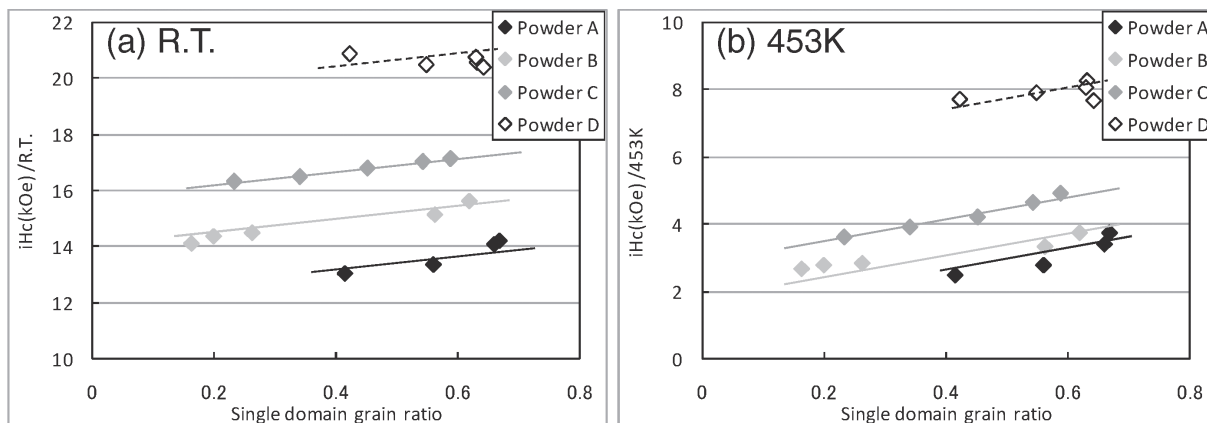 (a) R.T.
22
20
18
16
14
12
10
iHc(kOe)/R.T.
0
0.2
0.4
0.6
0.8
Single domain grain ratio
Powder A
Powder B
Powder C
Powder D
(b) 453K
10
8
6
4
2
0
iHc(kOe)/453K
0
0.2
0.4
0.6
0.8
Single domain grain ratio
Powder A
Powder B
Powder C
Powder D